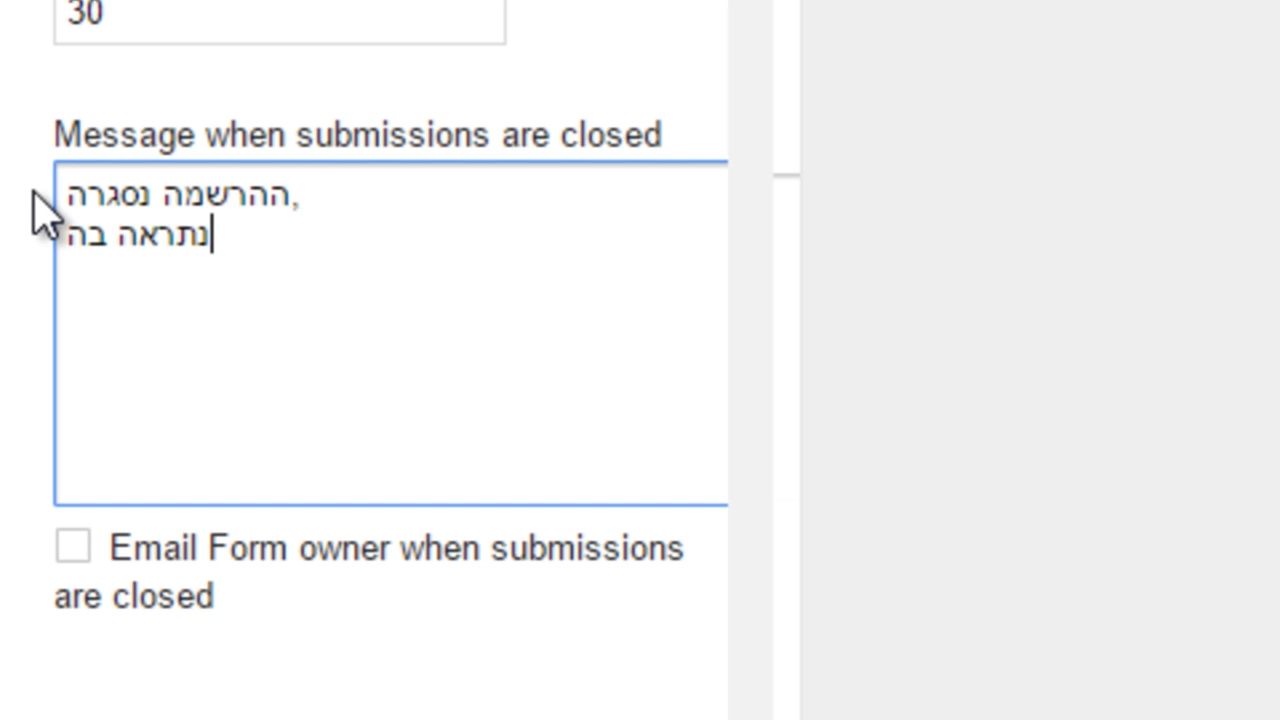 30
Message when submissions are closed
ההרשמה נסגרה,
נתראה בה
Email Form owner when submissions
are closed